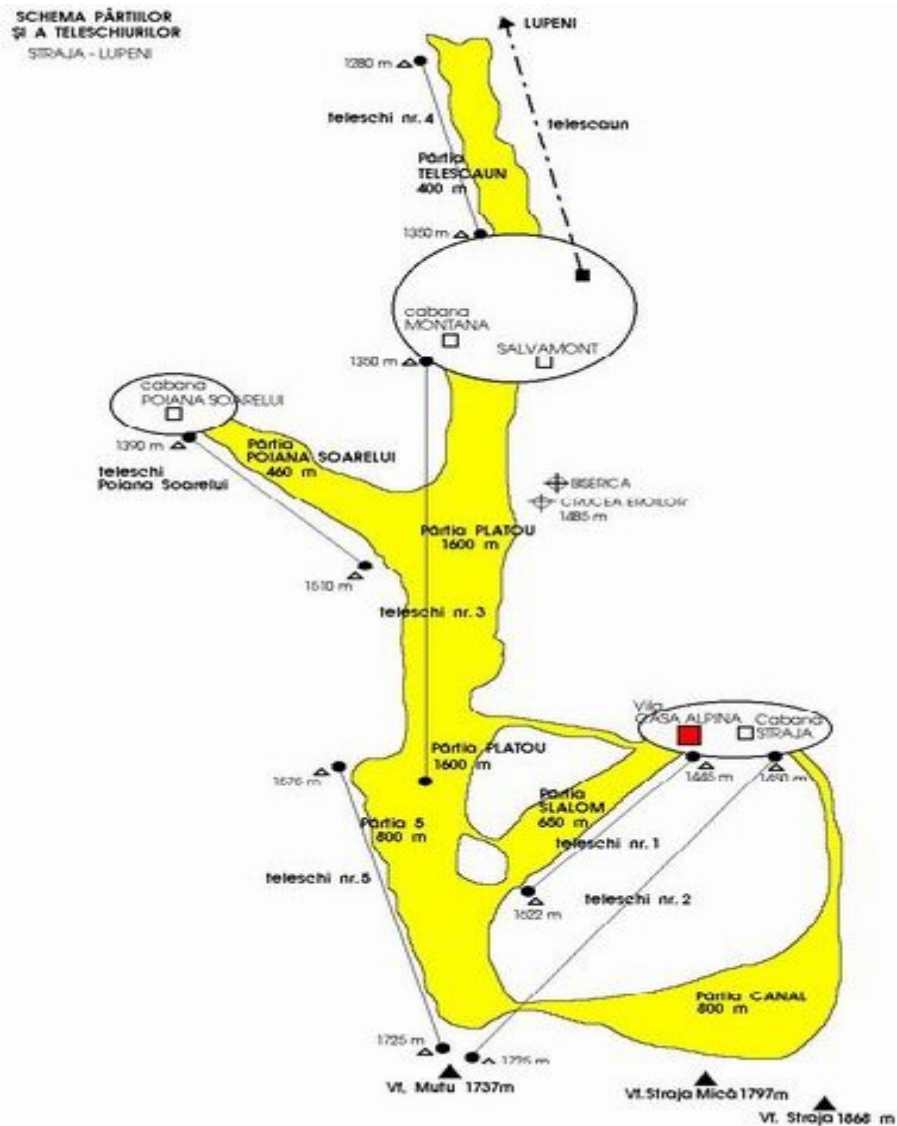 SCHEMA PÂRTIILOR
ȘI A TELESCHIURILOR
STRAJA - LUPENI
LUPENI
1280 m
teleschi nr. 4
telescaun
Pârtia
TELESCAUN
400 m
1350 m
cabana
MONTANA
SALVAMONT
1350 m
cabana
POIANA SOARELUI
1390 m
teleschi
Poiana Soarelui
Pârtia
POIANA SOARELUI
460 m
BISERICA
CRUCEA EROILOR
1485 m
Pârtia PLATOU
1600 m
1510 m
teleschi nr. 3
Vila
CASA ALPINA
Cabana
STRAJA
Pârtia PLATOU
1600 m
1445 m
Pârtia
SLALOM
650 m
Pârtia 5
800 m
teleschi nr. 1
teleschi nr. 5
teleschi nr. 2
1622 m
Pârtia CANAL
800 m
1725 m
1725 m
Vf. Mutu 1737m
Vf. Straja Mică 1797m
Vf. Straja 1868 m